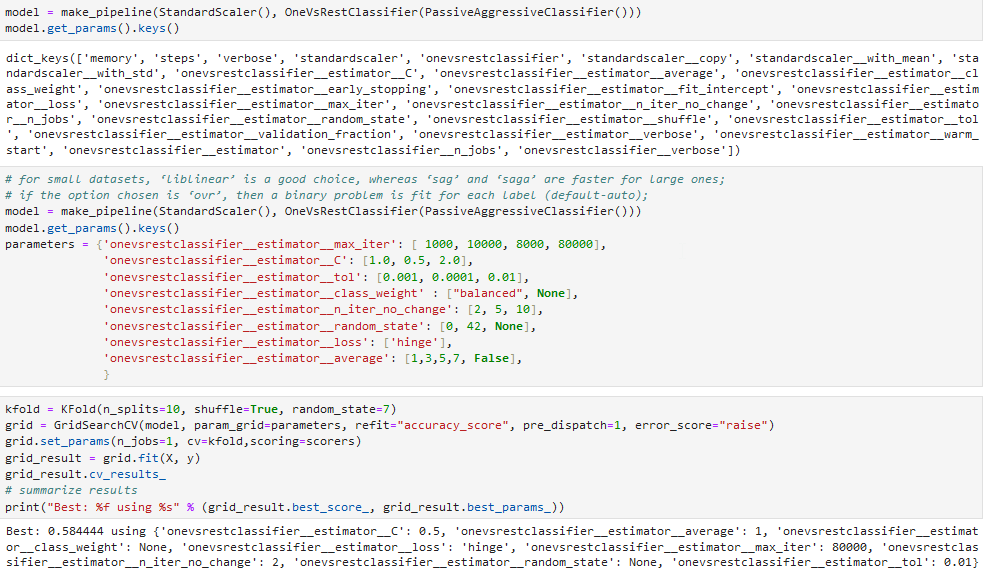 model = make_pipeline(StandardScaler(), OneVsRestClassifier(PassiveAggressiveClassifier()))
model.get_params().keys()
dict_keys(['memory', 'steps', 'verbose', 'standardscaler', 'onevsrestclassifier', 'standardscaler__copy', 'standardscaler__with_mean', 'sta
ndardscaler__with_std', 'onevsrestclassifier__estimator__C', 'onevsrestclassifier__estimator__average', 'onevsrestclassifier__estimator__cl
ass_weight', 'onevsrestclassifier__estimator__early_stopping', 'onevsrestclassifier__estimator__fit_intercept', 'onevsrestclassifier__estim
ator__loss', 'onevsrestclassifier__estimator__max_iter', 'onevsrestclassifier__estimator__n_iter_no_change', 'onevsrestclassifier__estimato
r__n_jobs', 'onevsrestclassifier__estimator__random_state', 'onevsrestclassifier__estimator__shuffle', 'onevsrestclassifier__estimator__tol
', 'onevsrestclassifier__estimator__validation_fraction', 'onevsrestclassifier__estimator__verbose', 'onevsrestclassifier__estimator__warm_
start', 'onevsrestclassifier__estimator', 'onevsrestclassifier__n_jobs', 'onevsrestclassifier__verbose'])
# for small datasets, ‘liblinear’ is a good choice, whereas ‘sag’ and ‘saga’ are faster for large ones;
# if the option chosen is ‘ovr’, then a binary problem is fit for each label (default-auto);
model = make_pipeline(StandardScaler(), OneVsRestClassifier(PassiveAggressiveClassifier()))
model.get_params().keys()
parameters = {'onevsrestclassifier__estimator__max_iter': [ 1000, 10000, 8000, 80000],
'onevsrestclassifier__estimator__C': [1.0, 0.5, 2.0],
'onevsrestclassifier__estimator__tol': [0.001, 0.0001, 0.01],
'onevsrestclassifier__estimator__class_weight' : ["balanced", None],
'onevsrestclassifier__estimator__n_iter_no_change': [2, 5, 10],
'onevsrestclassifier__estimator__random_state': [0, 42, None],
'onevsrestclassifier__estimator__loss': ['hinge'],
'onevsrestclassifier__estimator__average': [1,3,5,7, False],
}
kfold = KFold(n_splits=10, shuffle=True, random_state=7)
grid = GridSearchCV(model, param_grid=parameters, refit="accuracy_score", pre_dispatch=1, error_score="raise")
grid.set_params(n_jobs=1, cv=kfold,scoring=scorers)
grid_result = grid.fit(X, y)
grid_result.cv_results_
# summarize results
print("Best: %f using %s" % (grid_result.best_score_, grid_result.best_params_))
Best: 0.584444 using {'onevsrestclassifier__estimator__C': 0.5, 'onevsrestclassifier__estimator__average': 1, 'onevsrestclassifier__estimat
or__class_weight': None, 'onevsrestclassifier__estimator__loss': 'hinge', 'onevsrestclassifier__estimator__max_iter': 80000, 'onevsrestclas
sifier__estimator__n_iter_no_change': 2, 'onevsrestclassifier__estimator__random_state': None, 'onevsrestclassifier__estimator__tol': 0.01}